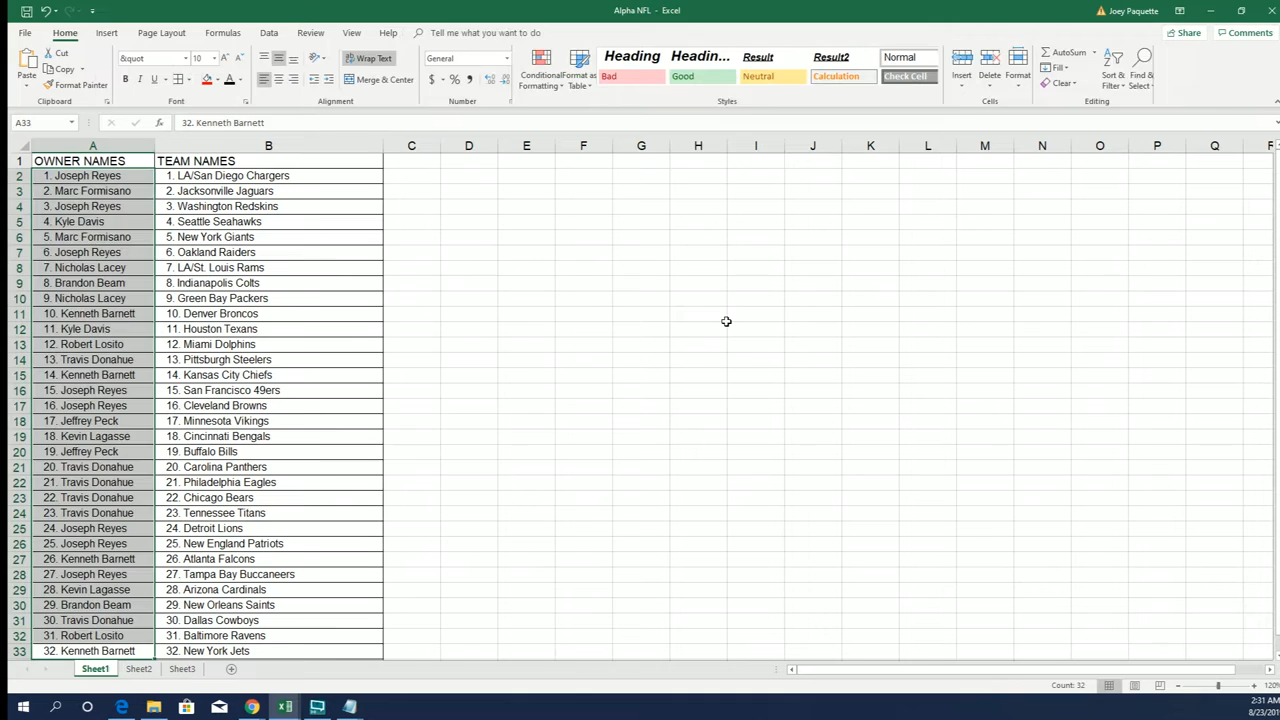 Alpha NFL - Excel
Joey Paquette
File Home Insert Page Layout Formulas Data Review View Help Tell me what you want to do
Share Comments
Paste Cut
Copy
Format Painter
Clipboard
&quot 10
B I U
Font
Wrap Text
Merge & Center
Alignment
General
$ % ,
Number
Conditional Formatting
Format as Table
Heading Headin... Result Result2 Normal
Bad Good Neutral Calculation Check Cell
Styles
Insert Delete Format
Cells
AutoSum
Fill
Clear
Sort & Filter
Find & Select
Editing
A33 fx 32. Kenneth Barnett
A B C D E F G H I J K L M N O P Q
1 OWNER NAMES TEAM NAMES
2 1. Joseph Reyes 1. LA/San Diego Chargers
3 2. Marc Formisano 2. Jacksonville Jaguars
4 3. Joseph Reyes 3. Washington Redskins
5 4. Kyle Davis 4. Seattle Seahawks
6 5. Marc Formisano 5. New York Giants
7 6. Joseph Reyes 6. Oakland Raiders
8 7. Nicholas Lacey 7. LA/St. Louis Rams
9 8. Brandon Beam 8. Indianapolis Colts
10 9. Nicholas Lacey 9. Green Bay Packers
11 10. Kenneth Barnett 10. Denver Broncos
12 11. Kyle Davis 11. Houston Texans
13 12. Robert Losito 12. Miami Dolphins
14 13. Travis Donahue 13. Pittsburgh Steelers
15 14. Kenneth Barnett 14. Kansas City Chiefs
16 15. Joseph Reyes 15. San Francisco 49ers
17 16. Joseph Reyes 16. Cleveland Browns
18 17. Jeffrey Peck 17. Minnesota Vikings
19 18. Kevin Lagasse 18. Cincinnati Bengals
20 19. Jeffrey Peck 19. Buffalo Bills
21 20. Travis Donahue 20. Carolina Panthers
22 21. Travis Donahue 21. Philadelphia Eagles
23 22. Travis Donahue 22. Chicago Bears
24 23. Travis Donahue 23. Tennessee Titans
25 24. Joseph Reyes 24. Detroit Lions
26 25. Joseph Reyes 25. New England Patriots
27 26. Kenneth Barnett 26. Atlanta Falcons
28 27. Joseph Reyes 27. Tampa Bay Buccaneers
29 28. Kevin Lagasse 28. Arizona Cardinals
30 29. Brandon Beam 29. New Orleans Saints
31 30. Travis Donahue 30. Dallas Cowboys
32 31. Robert Losito 31. Baltimore Ravens
33 32. Kenneth Barnett 32. New York Jets
Sheet1 Sheet2 Sheet3
Count: 32 120%
2:31 AM
8/23/201